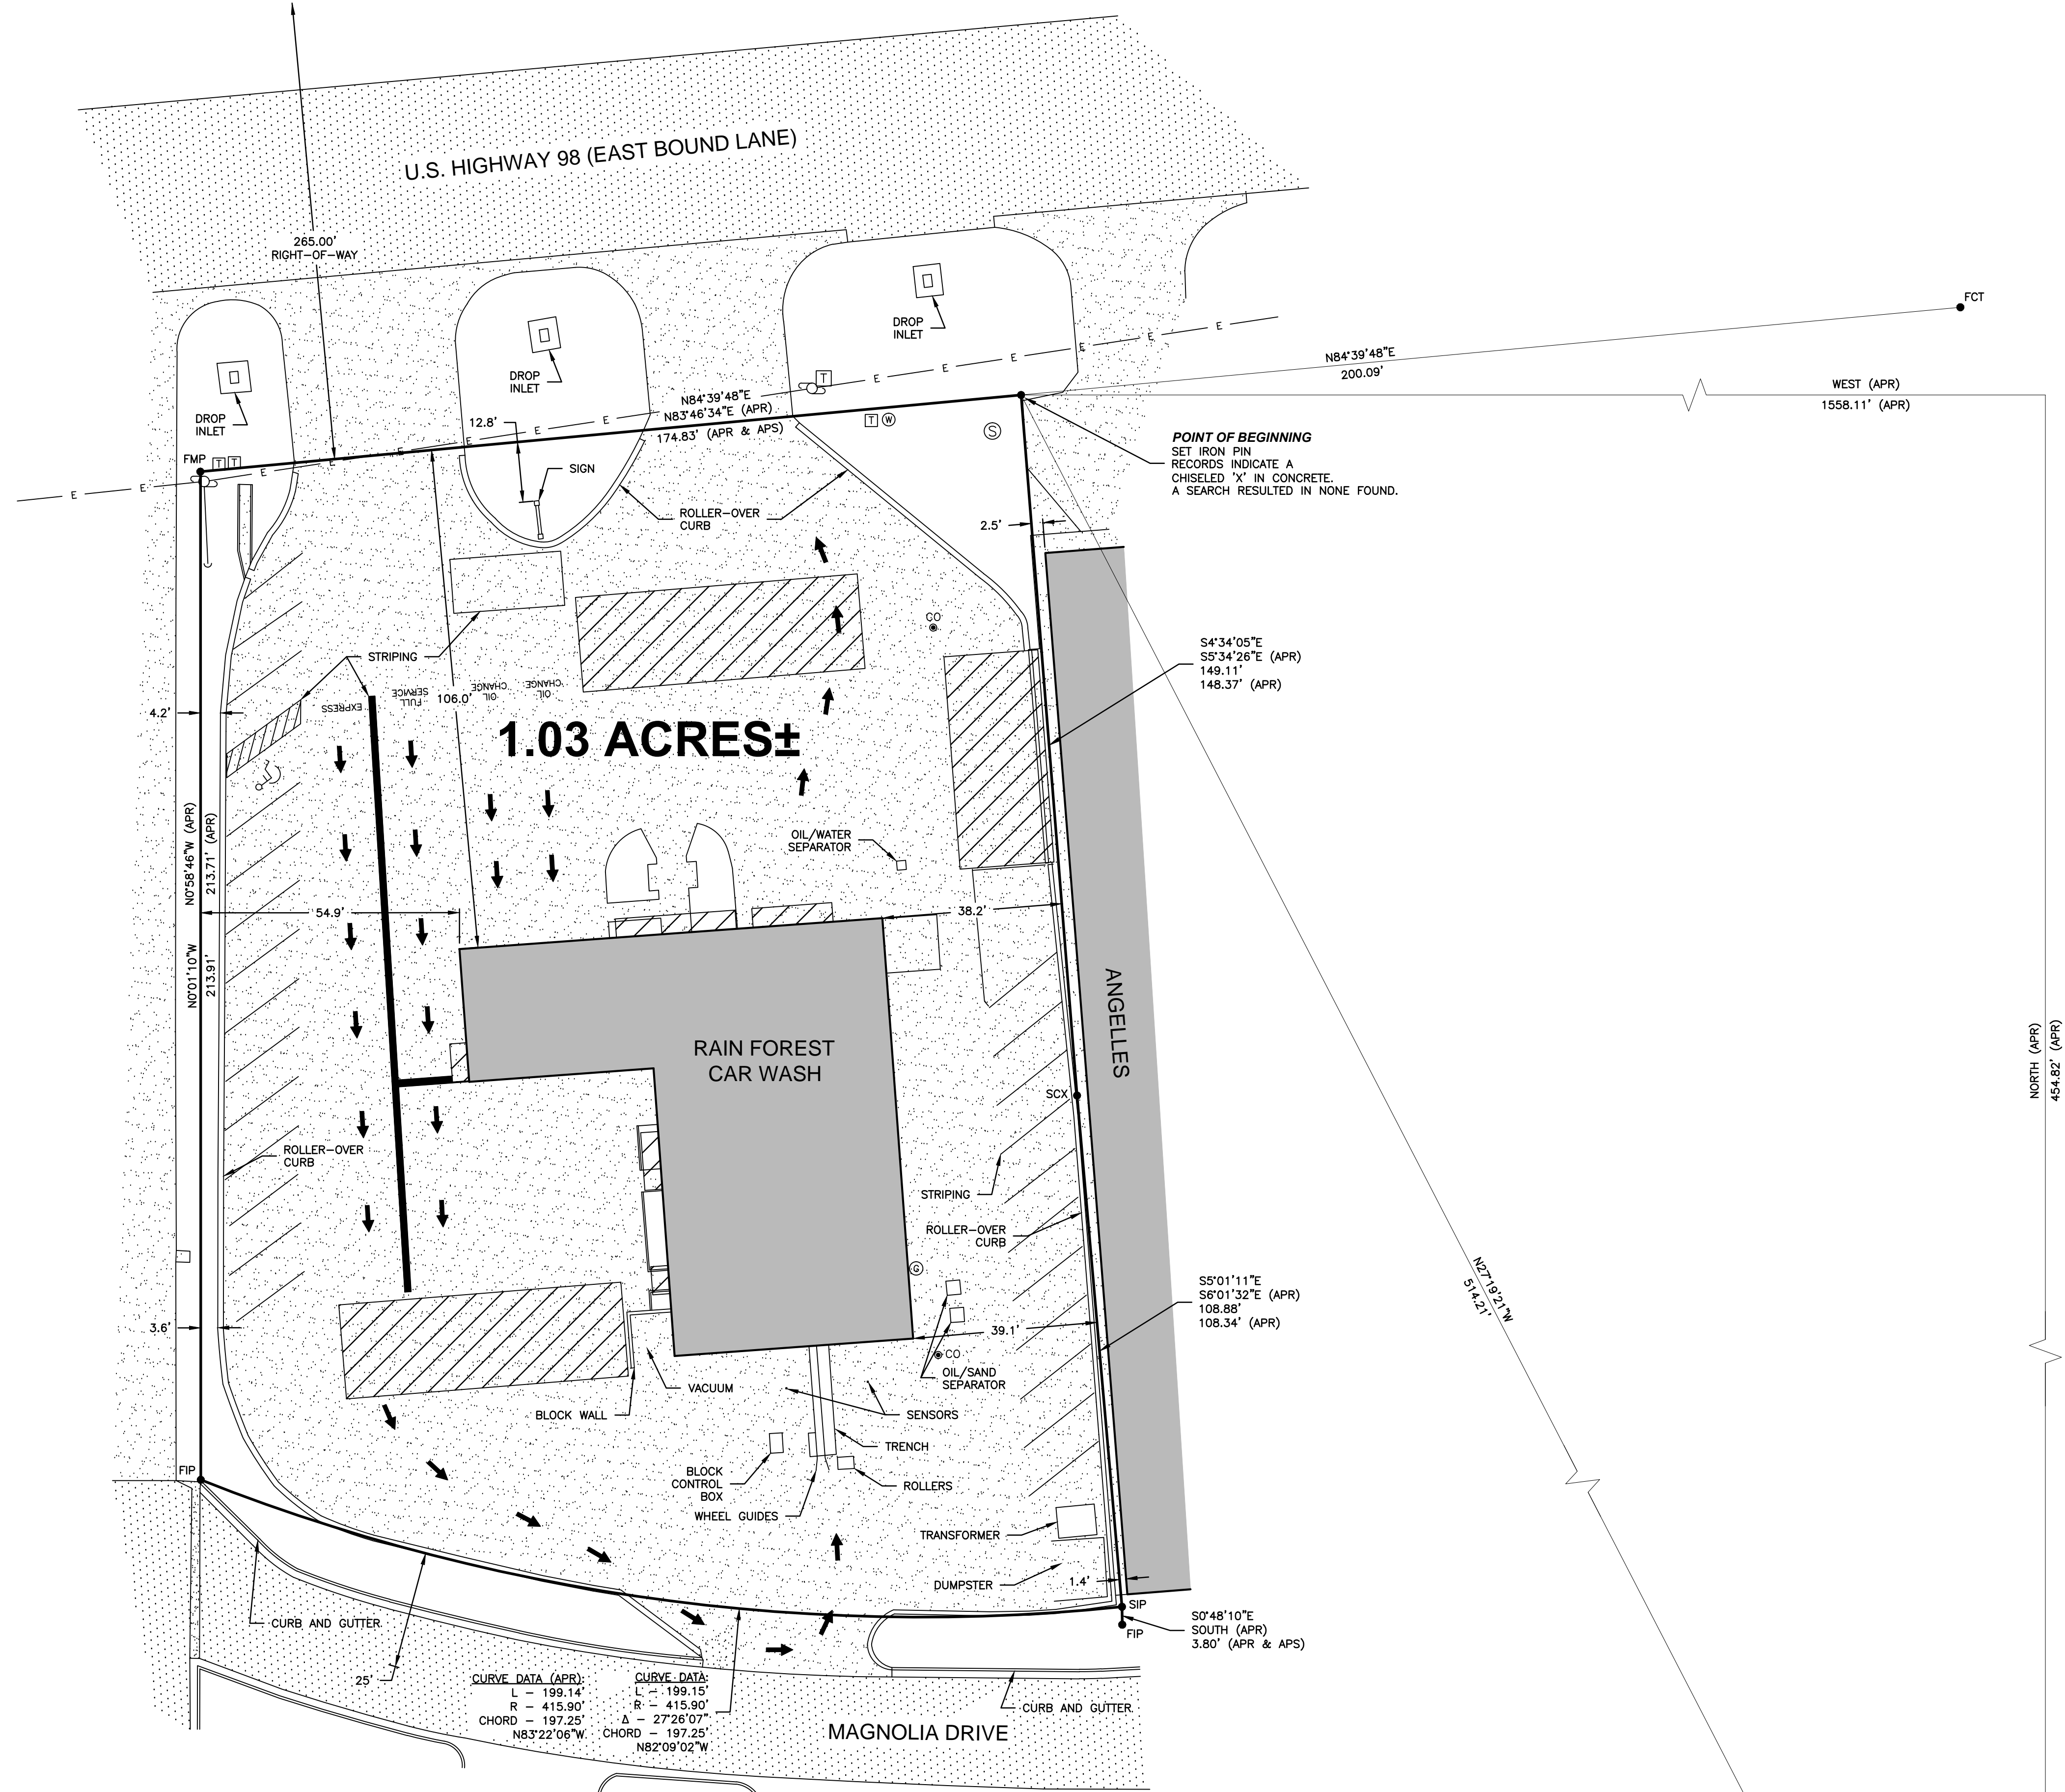 U.S. HIGHWAY 98 (EAST BOUND LANE)
265.00'
RIGHT-OF-WAY
FCT
DROP
INLET
DROP
INLET
DROP
INLET
E E E E E E E E E E E E
T
N84°39'48"E
200.09'
WEST (APR)
1558.11' (APR)
N84°39'48"E
N83°46'34"E (APR)
174.83' (APR & APS)
12.8'
T W
S
FMP
T T
SIGN
POINT OF BEGINNING
SET IRON PIN
RECORDS INDICATE A
CHISELED 'X' IN CONCRETE.
A SEARCH RESULTED IN NONE FOUND.
ROLLER-OVER
CURB
2.5'
CO
STRIPING
S4°34'05"E
S5°34'26"E (APR)
149.11'
148.37' (APR)
EXPRESS
FULL
SERVICE
OIL
CHANGE
OIL
CHANGE
106.0'
4.2'
1.03 ACRES±
OIL/WATER
SEPARATOR
N0°58'46"W (APR)
213.71' (APR)
N0°01'10"W
213.91'
54.9'
38.2'
ANGELLES
RAIN FOREST
CAR WASH
NORTH (APR)
454.82' (APR)
SCX
ROLLER-OVER
CURB
STRIPING
ROLLER-OVER
CURB
G
S5°01'11"E
S6°01'32"E (APR)
108.88'
108.34' (APR)
N27°19'21"W
514.21'
3.6'
39.1'
CO
OIL/SAND
SEPARATOR
VACUUM
BLOCK WALL
SENSORS
TRENCH
FIP
BLOCK
CONTROL
BOX
ROLLERS
WHEEL GUIDES
TRANSFORMER
DUMPSTER
1.4'
SIP
FIP
S0°48'10"E
SOUTH (APR)
3.80' (APR & APS)
CURB AND GUTTER
25'
CURVE DATA (APR):
L - 199.14'
R - 415.90'
CHORD - 197.25'
N83°22'06"W
CURVE DATA:
L - 199.15'
R - 415.90'
Δ - 27°26'07"
CHORD - 197.25'
N82°09'02"W
CURB AND GUTTER
MAGNOLIA DRIVE